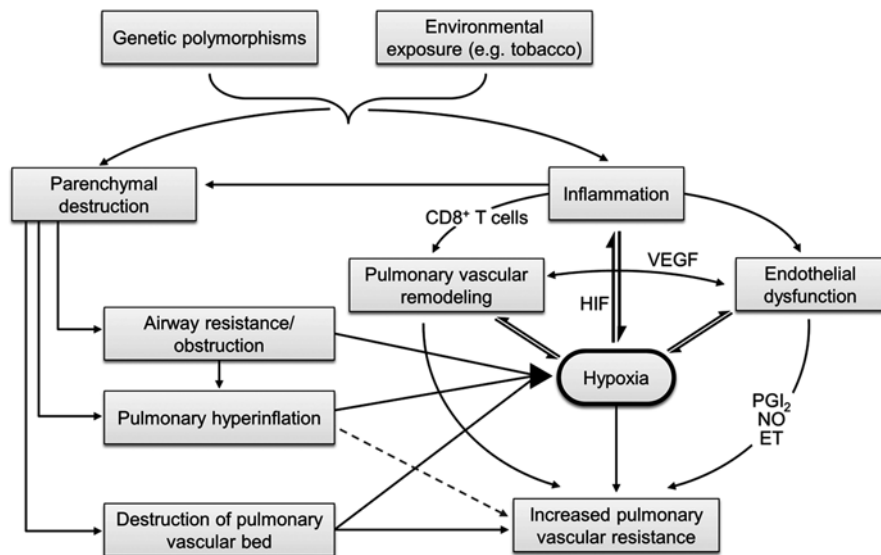 Genetic polymorphisms
Environmental
exposure (e.g. tobacco)
Parenchymal
destruction
Inflammation
CD8⁺ T cells
VEGF
Pulmonary vascular
remodeling
HIF
Endothelial
dysfunction
Airway resistance/
obstruction
Hypoxia
Pulmonary hyperinflation
PGI₂
NO
ET
Destruction of pulmonary
vascular bed
Increased pulmonary
vascular resistance